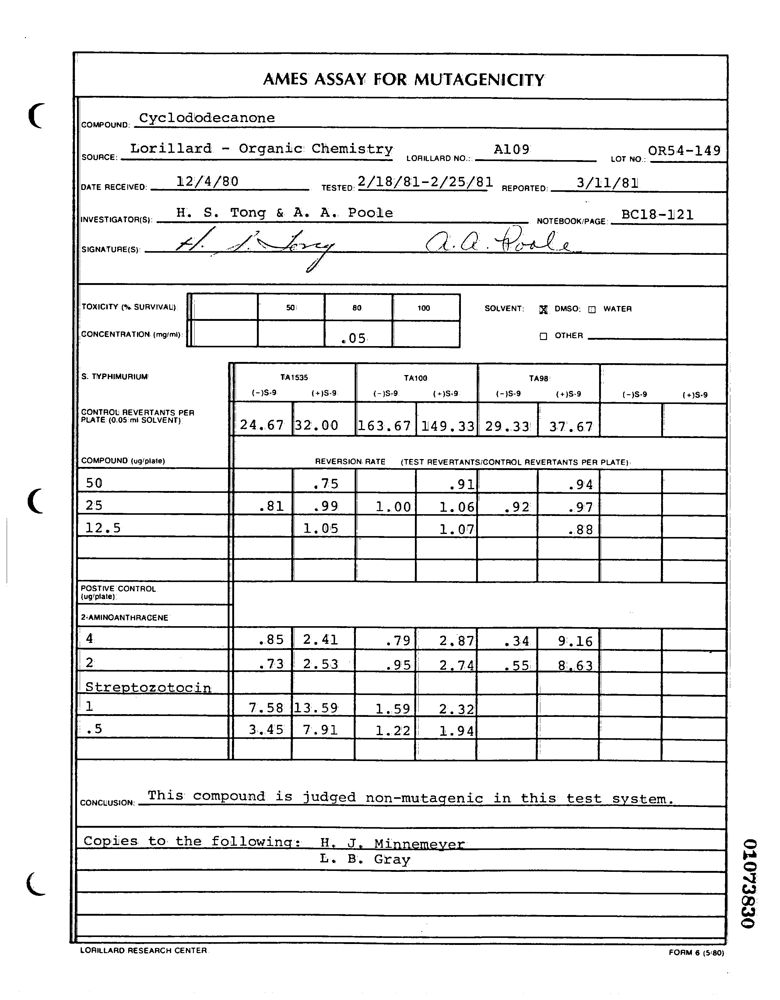 AMES ASSAY FOR MUTAGENICITY
COMPOUND: Cyclododecanone
SOURCE: Lorillard - Organic Chemistry LORILLARD NO.: A109 LOT NO.: OR54-149
DATE RECEIVED: 12/4/80 TESTED: 2/18/81-2/25/81 REPORTED: 3/11/81
INVESTIGATOR(S): H. S. Tong & A. A. Poole NOTEBOOK/PAGE: BC18-121
SIGNATURE(S): H. S. Tong A. A. Poole
TOXICITY (% SURVIVAL) 50 80 100 SOLVENT: ☒ DMSO: ☐ WATER
CONCENTRATION (mg/ml) .05 ☐ OTHER
S. TYPHIMURIUM TA1535 TA100 TA98
(-)S-9 (+)S-9 (-)S-9 (+)S-9 (-)S-9 (+)S-9 (-)S-9 (+)S-9
CONTROL REVERTANTS PER
PLATE (0.05 ml SOLVENT) 24.67 32.00 163.67 149.33 29.33 37.67
COMPOUND (ug/plate) REVERSION RATE (TEST REVERTANTS/CONTROL REVERTANTS PER PLATE)
50 .75 .91 .94
25 .81 .99 1.00 1.06 .92 .97
12.5 1.05 1.07 .88
POSTIVE CONTROL
(ug/plate)
2-AMINOANTHRACENE
4 .85 2.41 .79 2.87 .34 9.16
2 .73 2.53 .95 2.74 .55 8.63
Streptozotocin
1 7.58 13.59 1.59 2.32
.5 3.45 7.91 1.22 1.94
CONCLUSION: This compound is judged non-mutagenic in this test system.
Copies to the following: H. J. Minnemeyer
L. B. Gray
LORILLARD RESEARCH CENTER FORM 6 (5-80)
01073830